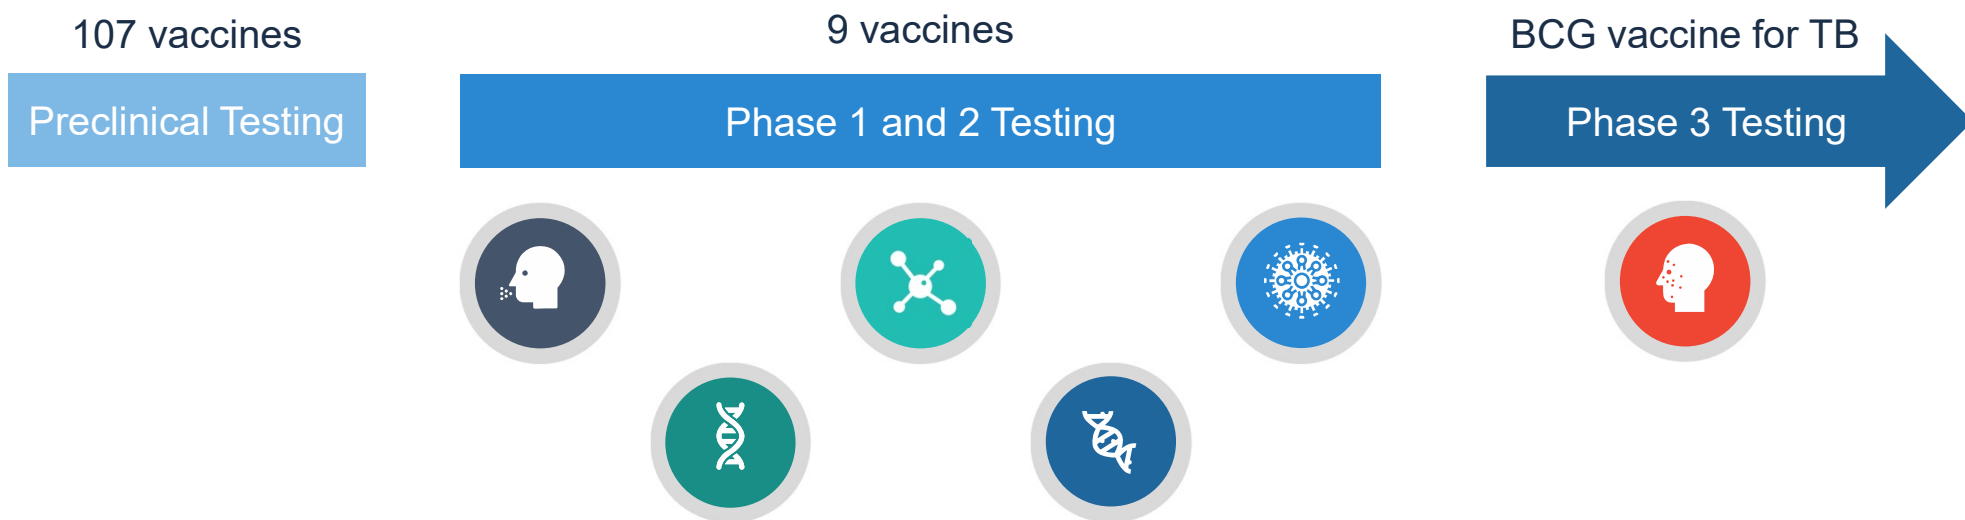 107 vaccines
9 vaccines
BCG vaccine for TB
Preclinical Testing
Phase 1 and 2 Testing
Phase 3 Testing